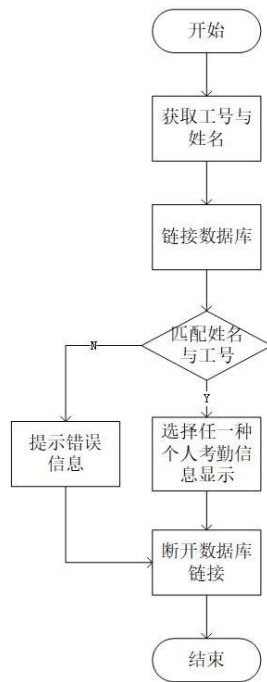 开始
获取工号与
姓名
链接数据库
匹配姓名
与工号
N
Y
提示错误
信息
选择任一种
个人考勤信
息显示
断开数据库
链接
结束